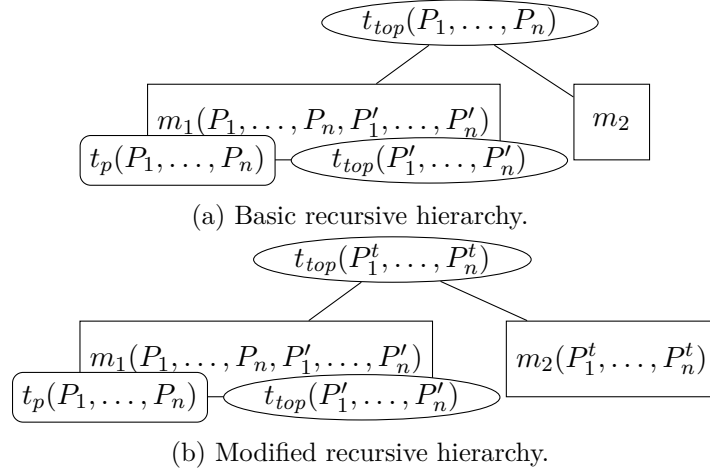 t_{top}(P_1, . . . , P_n)
m_1(P_1, . . . , P_n, P'_1, . . . , P'_n) m_2
t_p(P_1, . . . , P_n) t_{top}(P'_1, . . . , P'_n)
(a) Basic recursive hierarchy.
t_{top}(P^t_1, . . . , P^t_n)
m_1(P_1, . . . , P_n, P'_1, . . . , P'_n) m_2(P^t_1, . . . , P^t_n)
t_p(P_1, . . . , P_n) t_{top}(P'_1, . . . , P'_n)
(b) Modified recursive hierarchy.